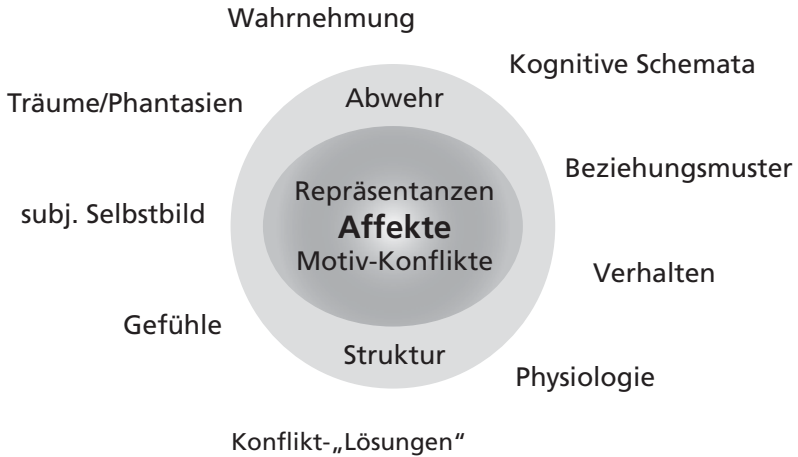 Wahrnehmung
Kognitive Schemata
Träume/Phantasien
Abwehr
Beziehungsmuster
Repräsentanzen
subj. Selbstbild
Affekte
Motiv-Konflikte
Verhalten
Gefühle
Struktur
Physiologie
Konflikt-„Lösungen“